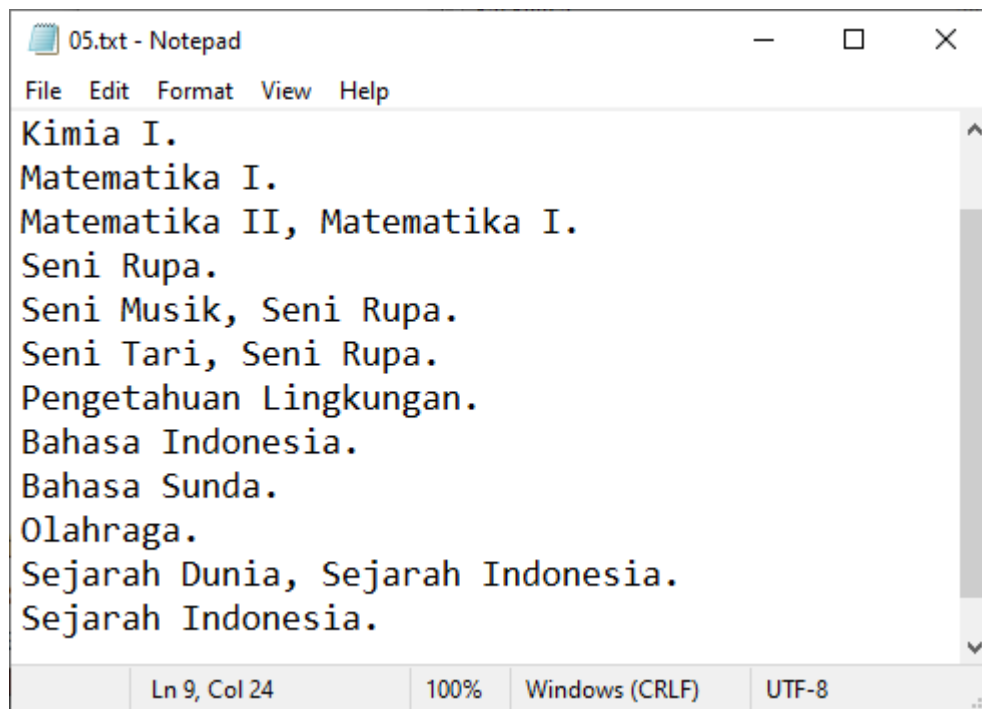 05.txt - Notepad
File Edit Format View Help
Kimia I.
Matematika I.
Matematika II, Matematika I.
Seni Rupa.
Seni Musik, Seni Rupa.
Seni Tari, Seni Rupa.
Pengetahuan Lingkungan.
Bahasa Indonesia.
Bahasa Sunda.
Olahraga.
Sejarah Dunia, Sejarah Indonesia.
Sejarah Indonesia.
Ln 9, Col 24 100% Windows (CRLF) UTF-8